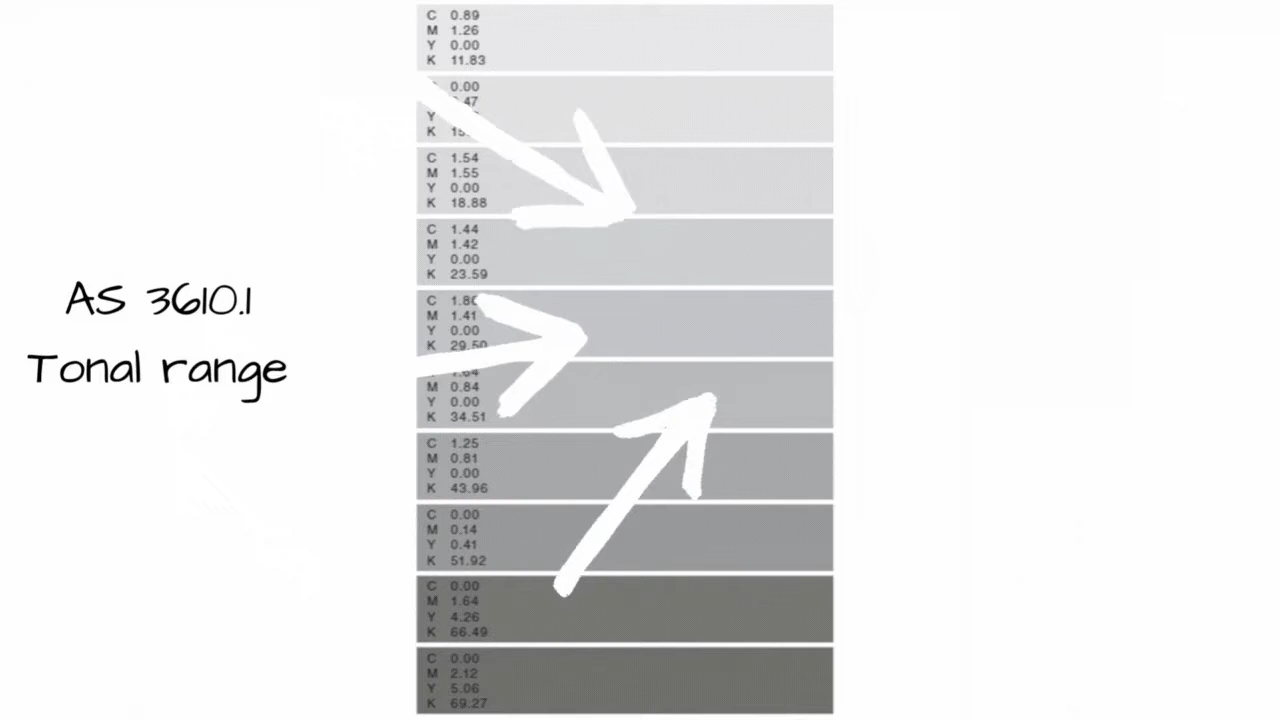 AS 3610.1
Tonal range
C 0.89
M 1.26
Y 0.00
K 11.83
0.00
Y
K
C 1.54
M 1.55
Y 0.00
K 18.88
C 1.44
M 1.42
Y 0.00
K 23.59
C
M 1.41
Y 0.00
K 29.50
M 0.84
Y 0.00
K 34.51
C 1.25
M 0.81
Y 0.00
K 43.96
C 0.00
M 0.14
Y 0.41
K 51.92
C 0.00
M 1.64
Y 4.26
K 66.49
C 0.00
M 2.12
Y 5.06
K 69.27